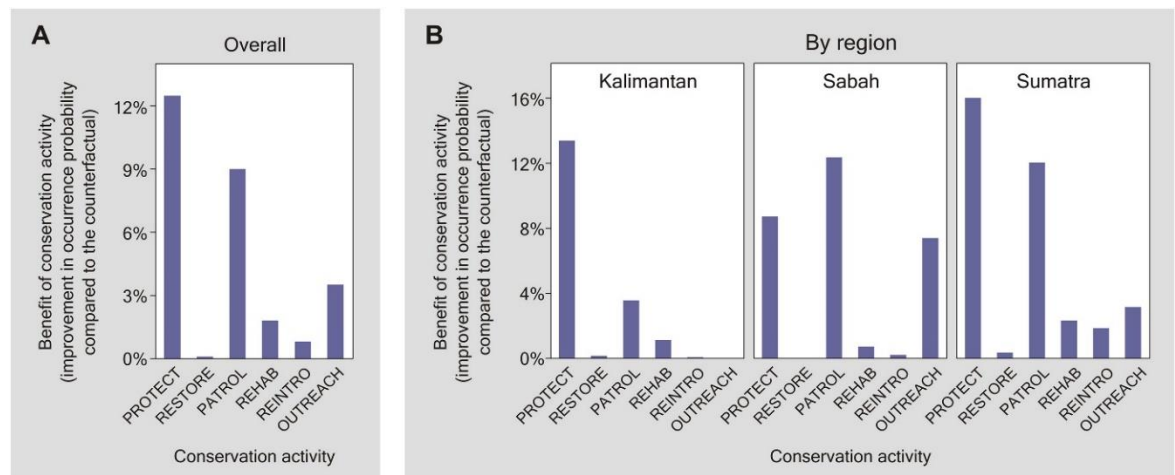 A
Overall
Benefit of conservation activity
(improvement in occurrence probability
compared to the counterfactual)
12%
9%
6%
3%
0%
PROTECT
RESTORE
PATROL
REHAB
REINTRO
OUTREACH
Conservation activity
B
By region
Benefit of conservation activity
(improvement in occurrence probability
compared to the counterfactual)
16%
12%
8%
4%
0%
Kalimantan
PROTECT
RESTORE
PATROL
REHAB
REINTRO
OUTREACH
Sabah
PROTECT
RESTORE
PATROL
REHAB
REINTRO
OUTREACH
Sumatra
PROTECT
RESTORE
PATROL
REHAB
REINTRO
OUTREACH
Conservation activity